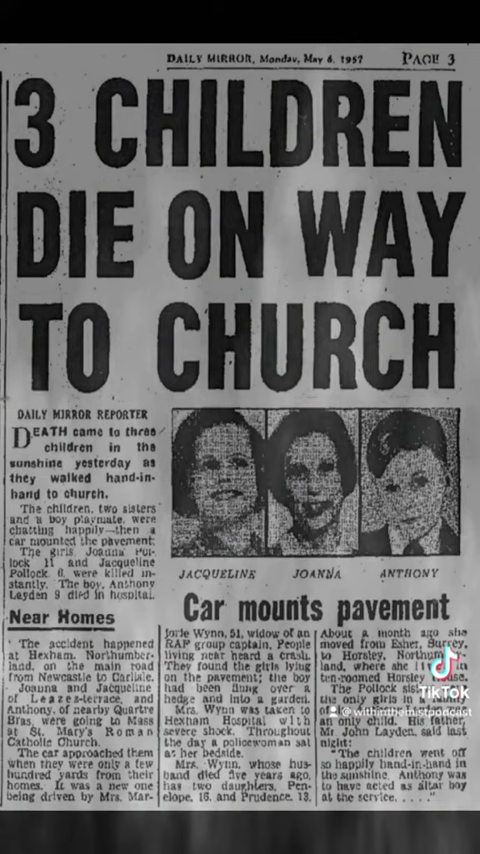 DAILY MIRROR, Monday, May 6, 1957 PAGE 3
3 CHILDREN
DIE ON WAY
TO CHURCH
DAILY MIRROR REPORTER
DEATH came to three
children in the
sunshine yesterday as
they walked hand-in-
hand to church.
The children, two sisters
and a boy playmate, were
chatting happily—then a
car mounted the pavement.
The girls, Joanna Pol-
lock 11 and Jacqueline
Pollock 6, were killed in-
stantly. The boy, Anthony
Layden 9 died in hospital.
Near Homes
The accident happened
at Hexham, Northumber-
land, on the main road
from Newcastle to Carlisle.
Joanna and Jacqueline
of Leazes-terrace, and
Anthony, of nearby Quartre
Bras, were going to Mass
at St. Mary's Roman
Catholic Church.
The car approached them
when they were only a few
hundred yards from their
homes. It was a new one
being driven by Mrs. Mar-
JACQUELINE JOANNA ANTHONY
Car mounts pavement
jorie Wynn, 51, widow of an
RAF group captain. People
living near heard a crash.
They found the girls lying
on the pavement; the boy
had been flung over a
hedge and into a garden.
Mrs. Wynn was taken to
Hexham Hospital with
severe shock. Throughout
the day a policewoman sat
at her bedside.
Mrs. Wynn, whose hus-
band died five years ago,
has two daughters, Pen-
elope, 16, and Prudence, 13.
About a month ago she
moved from Esher,
to Horsley, Northum
land, where she
ten-roomed Horsley
The Pollock
the only girls in a family
an only child. His father,
Mr John Layden, said last
night:
"The children went off
so happily hand-in-hand in
the sunshine. Anthony was
to have acted as altar boy
at the service. . . . ."
TikTok
@withinthemistpodcast